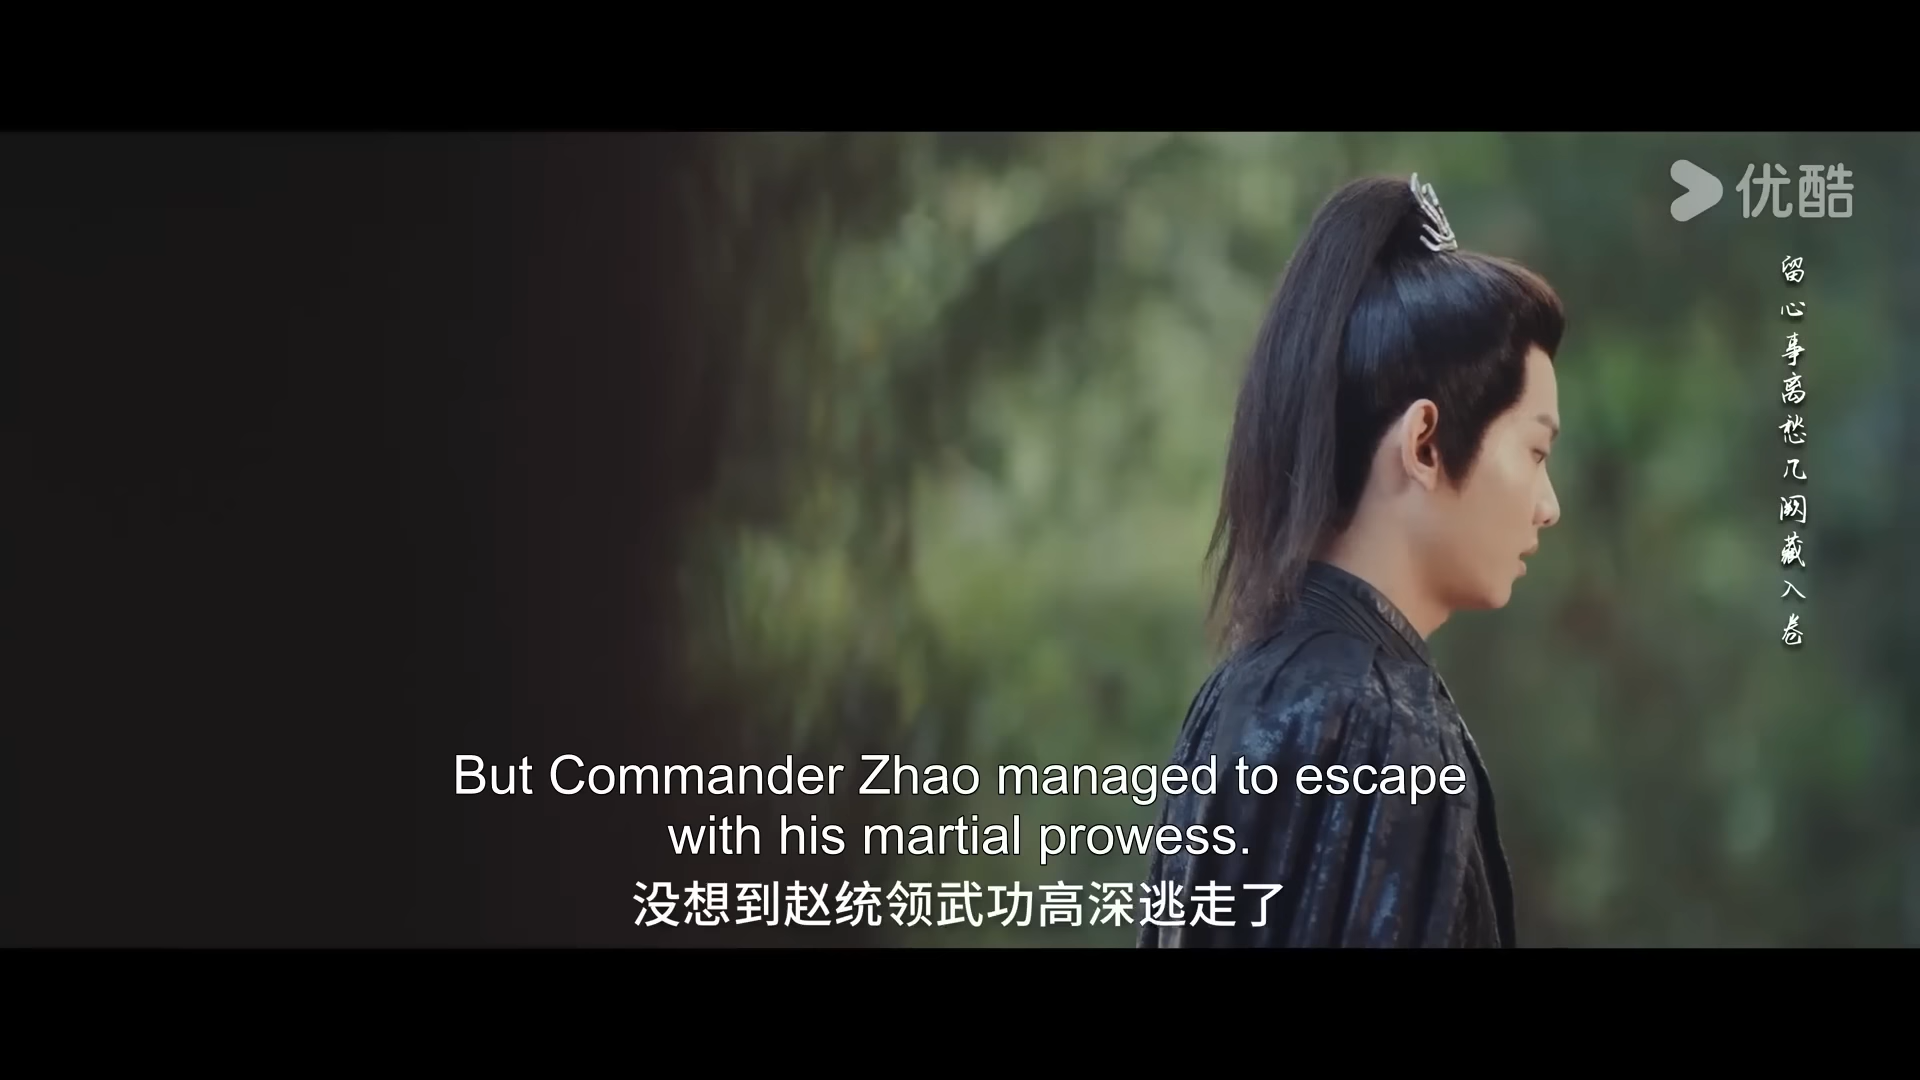 优酷
留心事离愁几阕藏入卷
But Commander Zhao managed to escape
with his martial prowess.
没想到赵统领武功高深逃走了